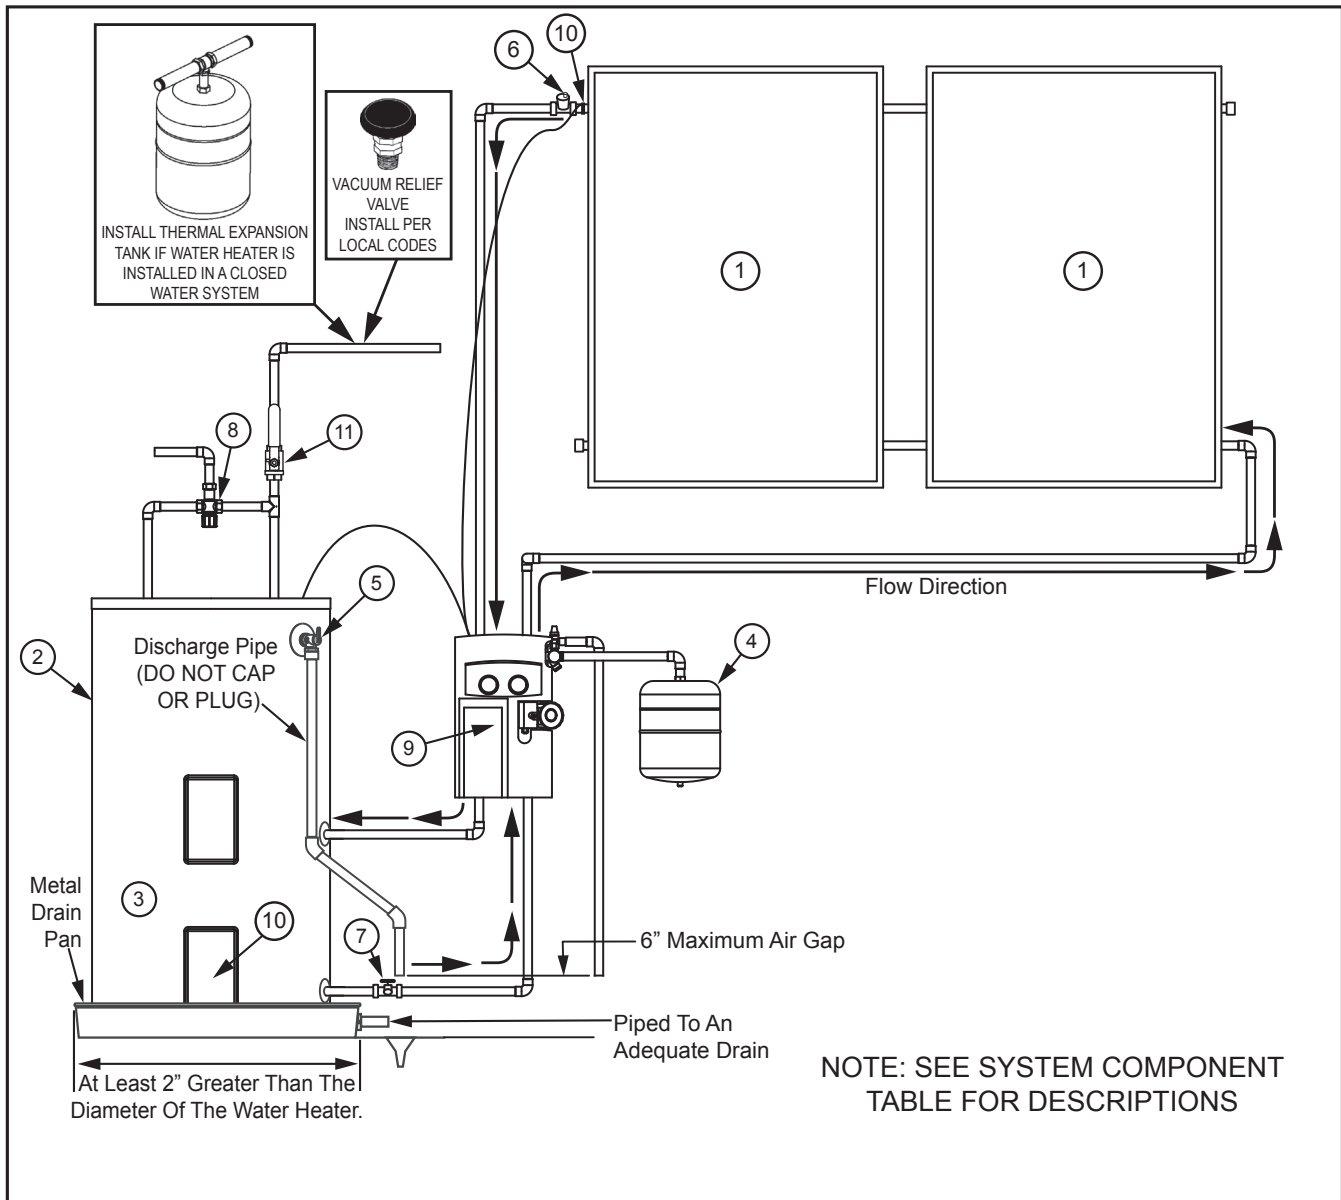 6
10
INSTALL THERMAL EXPANSION
TANK IF WATER HEATER IS
INSTALLED IN A CLOSED
WATER SYSTEM
VACUUM RELIEF
VALVE
INSTALL PER
LOCAL CODES
1
1
8
11
5
Flow Direction
2
Discharge Pipe
(DO NOT CAP
OR PLUG)
4
9
Metal
Drain
Pan
3
10
7
6” Maximum Air Gap
Piped To An
Adequate Drain
At Least 2” Greater Than The
Diameter Of The Water Heater.
NOTE: SEE SYSTEM COMPONENT
TABLE FOR DESCRIPTIONS